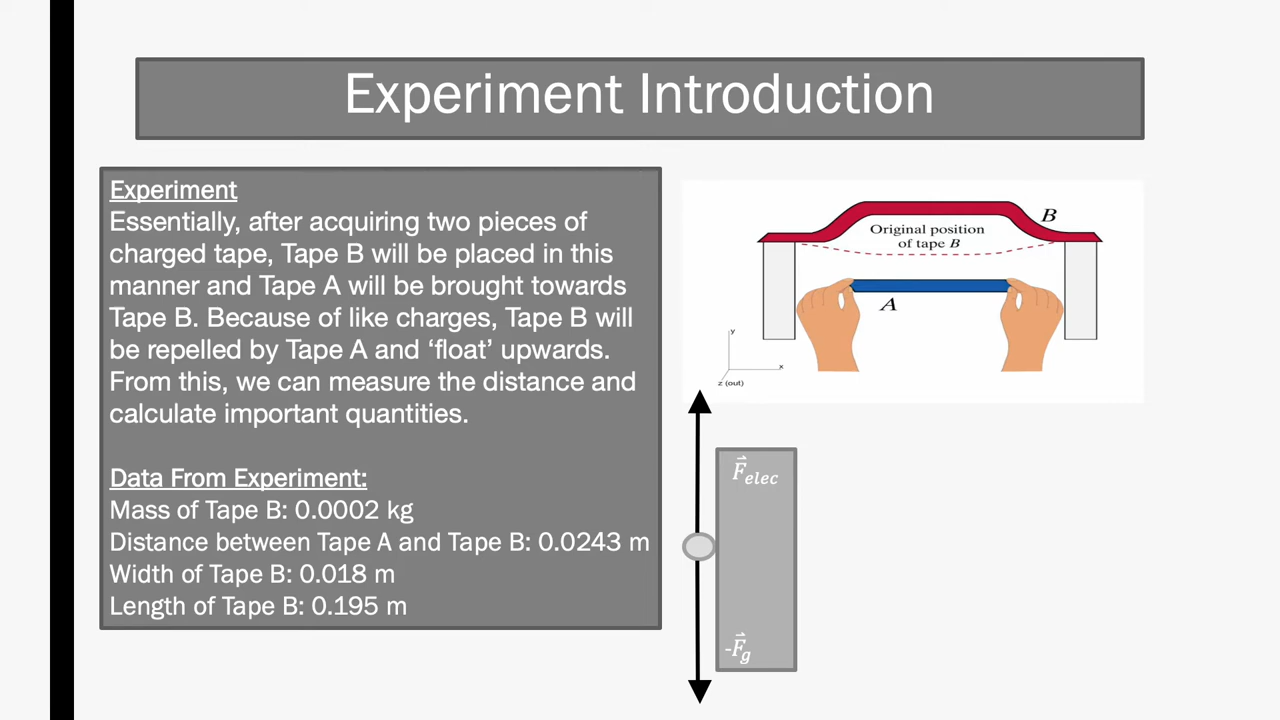 Experiment Introduction
Experiment
Essentially, after acquiring two pieces of
charged tape, Tape B will be placed in this
manner and Tape A will be brought towards
Tape B. Because of like charges, Tape B will
be repelled by Tape A and ‘float’ upwards.
From this, we can measure the distance and
calculate important quantities.
Data From Experiment:
Mass of Tape B: 0.0002 kg
Distance between Tape A and Tape B: 0.0243 m
Width of Tape B: 0.018 m
Length of Tape B: 0.195 m
B
Original position
of tape B
A
y
x
z (out)
F⃗elec
-F⃗g